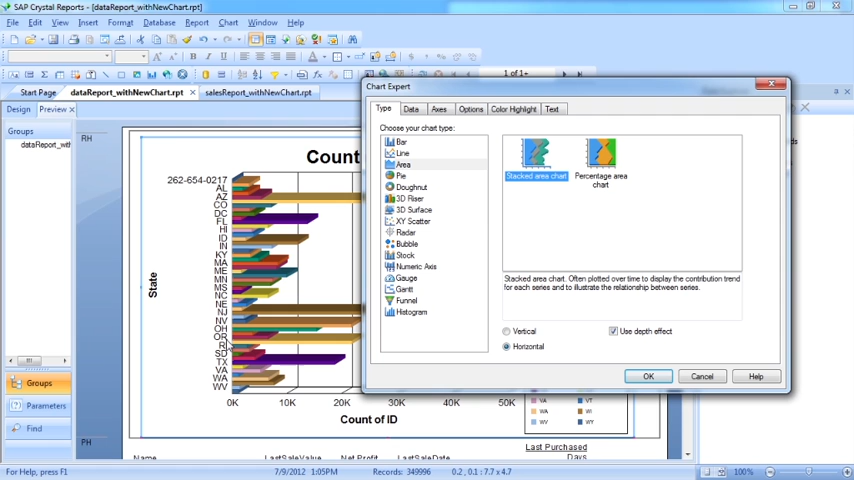 SAP Crystal Reports - [dataReport_withNewChart.rpt]
File Edit View Insert Format Database Report Chart Window Help
1 of 1+
Start Page dataReport_withNewChart.rpt salesReport_withNewChart.rpt
Design Preview
Groups
dataReport_with
RH
Count
262-654-0217
AL
AZ
CO
DC
FL
HI
ID
IN
KY
MA
ME
MN
MS
NC
NE
NJ
NV
OH
OR
RI
SD
TX
VA
WA
WV
State
0K 10K 20K 30K 40K 50K
Count of ID
VA VT
WA WI
WV WY
Chart Expert
Type Data Axes Options Color Highlight Text
Choose your chart type:
Bar
Line
Area
Pie
Doughnut
3D Riser
3D Surface
XY Scatter
Radar
Bubble
Stock
Numeric Axis
Gauge
Gantt
Funnel
Histogram
Stacked area chart
Percentage area chart
Stacked area chart. Often plotted over time to display the contribution trend
for each series and to illustrate the relationship between series.
Vertical
Use depth effect
Horizontal
OK Cancel Help
Groups
Parameters
Find
PH
Last Purchased
Name LastSaleValue Net Profit LastSaleDate Days
For Help, press F1 7/9/2012 1:05PM Records: 349996 0.2 , 0.1 : 7.7 x 4.7 100%